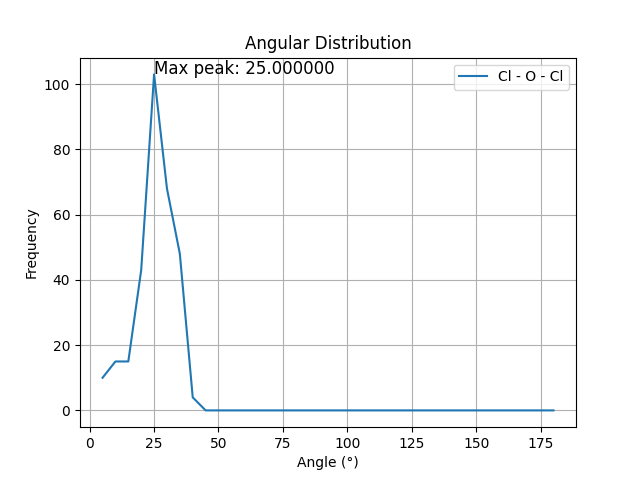 Angular Distribution
Max peak: 25.000000
Cl - O - Cl
Frequency
100
80
60
40
20
0
0 25 50 75 100 125 150 175
Angle (°)